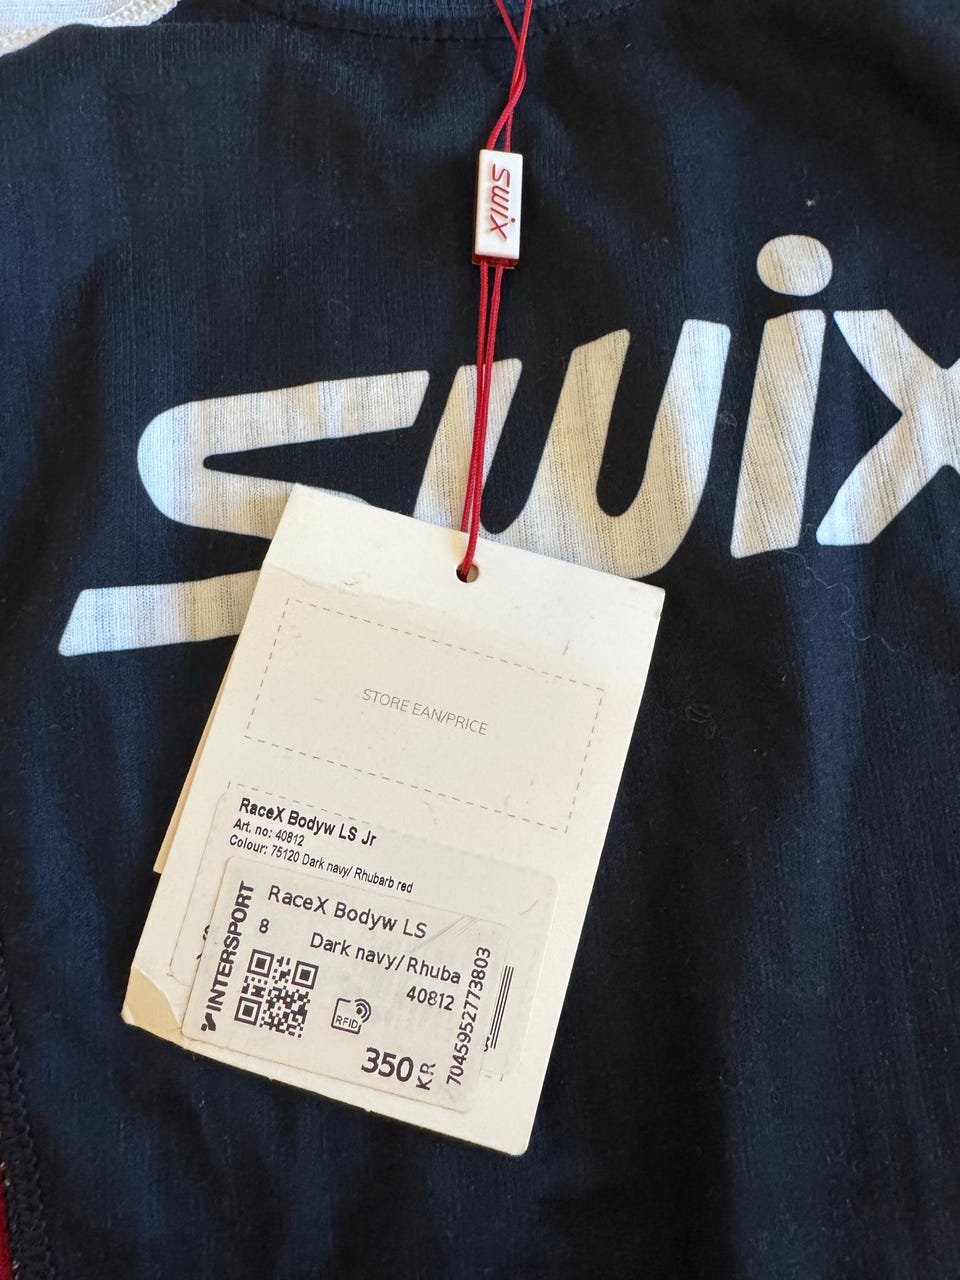 swix
swix
STORE EAN/PRICE
RaceX Bodyw LS Jr
Art. no: 40812
Colour: 75120 Dark navy/ Rhubarb red
INTERSPORT
RaceX Bodyw LS
8 Dark navy/Rhuba
40812
RFID
350 KR
7045952773803